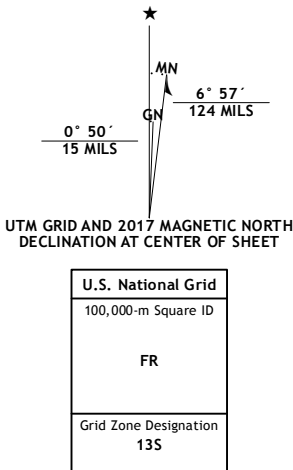 ★
MN
GN
6° 57´
124 MILS
0° 50´
15 MILS
UTM GRID AND 2017 MAGNETIC NORTH
DECLINATION AT CENTER OF SHEET
U.S. National Grid
100,000-m Square ID
FR
Grid Zone Designation
13S